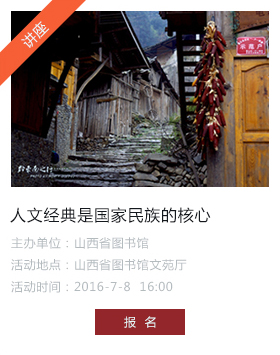 讲座
人文经典是国家民族的核心
主办单位：山西省图书馆
活动地点：山西省图书馆文苑厅
活动时间：2016-7-8 16:00
报 名